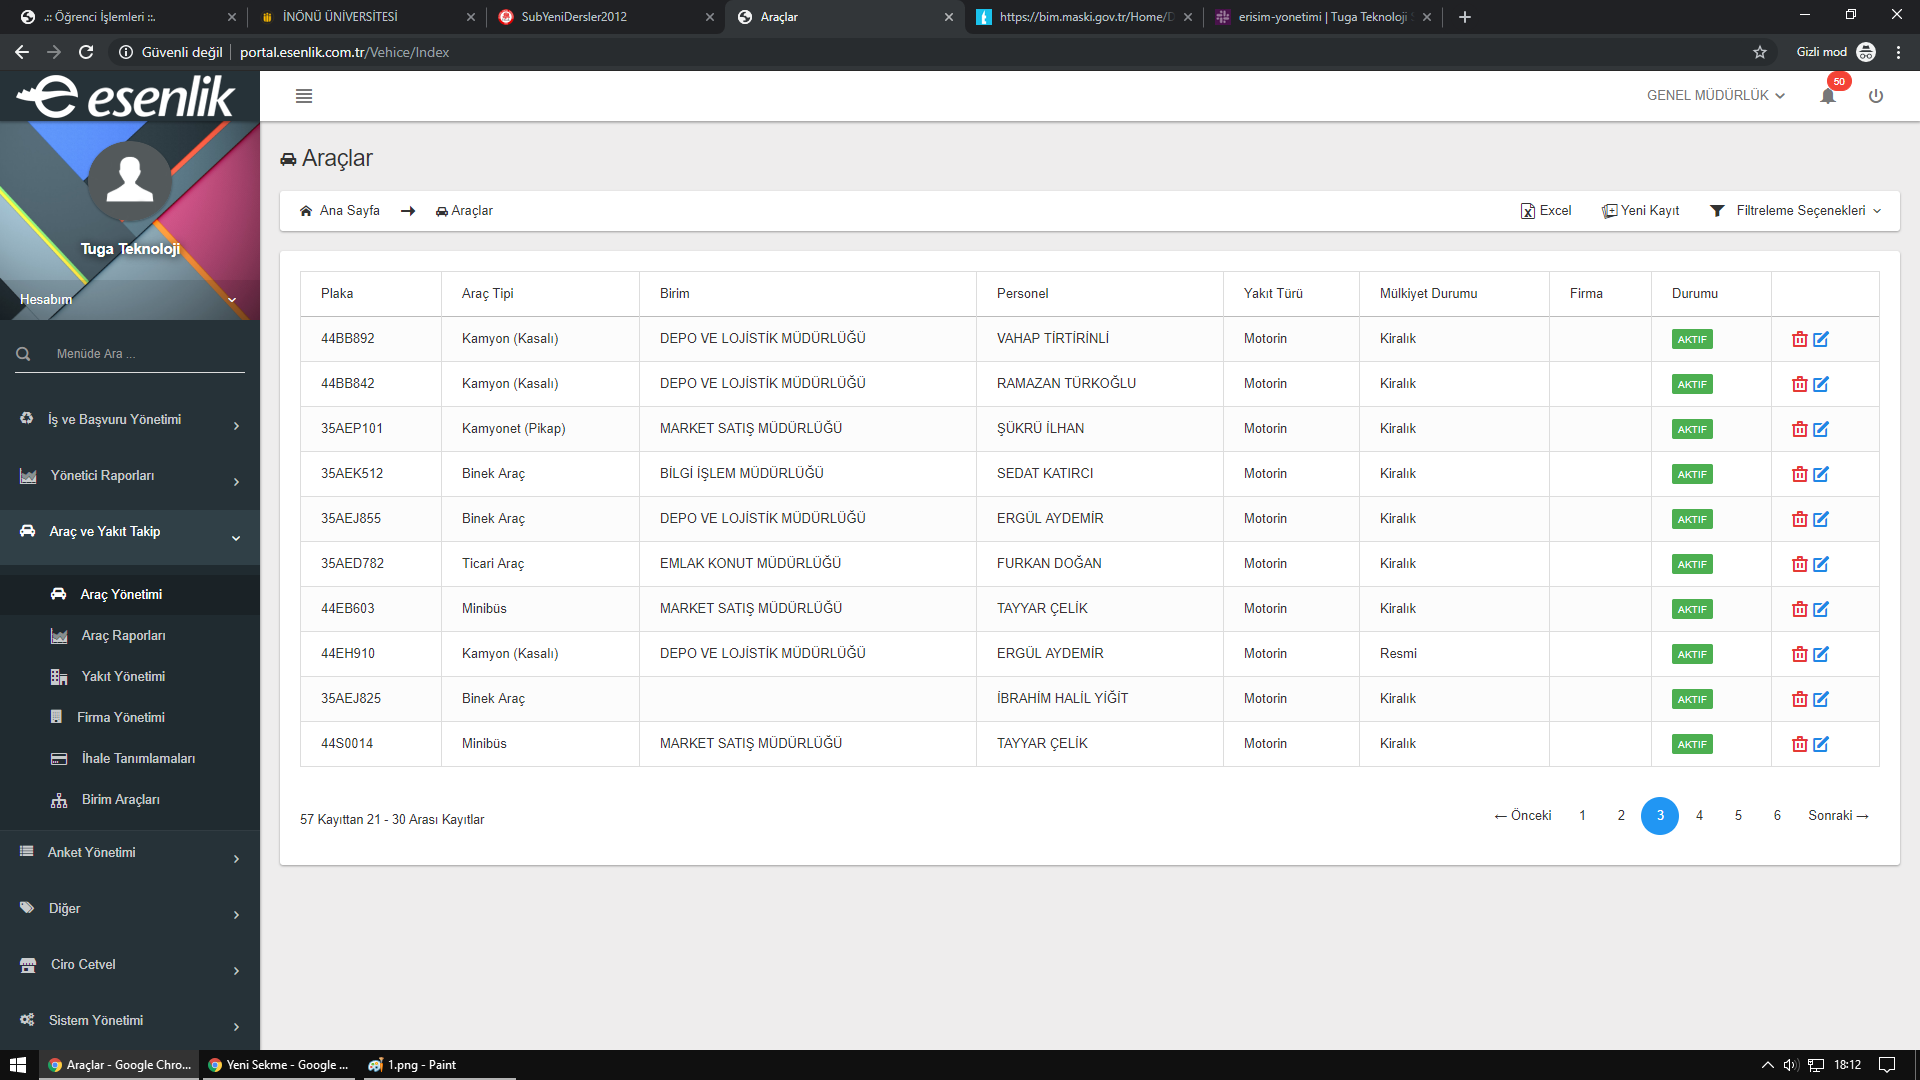 .:: Öğrenci İşlemleri ::.
İNÖNÜ ÜNİVERSİTESİ
SubYeniDersler2012
Araçlar
https://bim.maski.gov.tr/Home/D
erisim-yonetimi | Tuga Teknoloji S
Güvenli değil
portal.esenlik.com.tr/Vehice/Index
Gizli mod
esenlik
GENEL MÜDÜRLÜK
50
Tuga Teknoloji
Hesabım
Menüde Ara ...
İş ve Başvuru Yönetimi
Yönetici Raporları
Araç ve Yakıt Takip
Araç Yönetimi
Araç Raporları
Yakıt Yönetimi
Firma Yönetimi
İhale Tanımlamaları
Birim Araçları
Anket Yönetimi
Diğer
Ciro Cetvel
Sistem Yönetimi
Araçlar
Ana Sayfa → Araçlar
Excel Yeni Kayıt Filtreleme Seçenekleri
Plaka Araç Tipi Birim Personel Yakıt Türü Mülkiyet Durumu Firma Durumu
44BB892 Kamyon (Kasalı) DEPO VE LOJİSTİK MÜDÜRLÜĞÜ VAHAP TİRTİRİNLİ Motorin Kiralık AKTIF
44BB842 Kamyon (Kasalı) DEPO VE LOJİSTİK MÜDÜRLÜĞÜ RAMAZAN TÜRKOĞLU Motorin Kiralık AKTIF
35AEP101 Kamyonet (Pikap) MARKET SATIŞ MÜDÜRLÜĞÜ ŞÜKRÜ İLHAN Motorin Kiralık AKTIF
35AEK512 Binek Araç BİLGİ İŞLEM MÜDÜRLÜĞÜ SEDAT KATIRCI Motorin Kiralık AKTIF
35AEJ855 Binek Araç DEPO VE LOJİSTİK MÜDÜRLÜĞÜ ERGÜL AYDEMİR Motorin Kiralık AKTIF
35AED782 Ticari Araç EMLAK KONUT MÜDÜRLÜĞÜ FURKAN DOĞAN Motorin Kiralık AKTIF
44EB603 Minibüs MARKET SATIŞ MÜDÜRLÜĞÜ TAYYAR ÇELİK Motorin Kiralık AKTIF
44EH910 Kamyon (Kasalı) DEPO VE LOJİSTİK MÜDÜRLÜĞÜ ERGÜL AYDEMİR Motorin Resmi AKTIF
35AEJ825 Binek Araç İBRAHİM HALİL YİĞİT Motorin Kiralık AKTIF
44S0014 Minibüs MARKET SATIŞ MÜDÜRLÜĞÜ TAYYAR ÇELİK Motorin Kiralık AKTIF
57 Kayıttan 21 - 30 Arası Kayıtlar
← Önceki 1 2 3 4 5 6 Sonraki →
Araçlar - Google Chro...
Yeni Sekme - Google ...
1.png - Paint
18:12